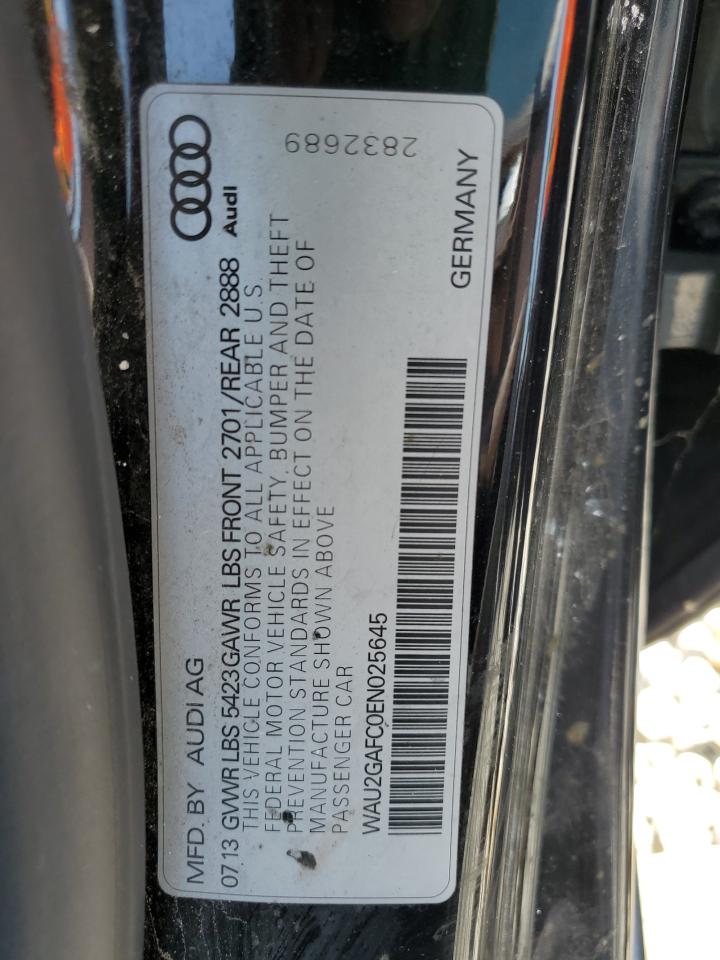 MFD. BY AUDI AG
0713 GVWR LBS 5423 GAWR LBS FRONT 2701/REAR 2888
THIS VEHICLE CONFORMS TO ALL APPLICABLE U.S.
FEDERAL MOTOR VEHICLE SAFETY, BUMPER AND THEFT
PREVENTION STANDARDS IN EFFECT ON THE DATE OF
MANUFACTURE SHOWN ABOVE
PASSENGER CAR
WAU2GAFC0EN025645
GERMANY
Audi
2832689